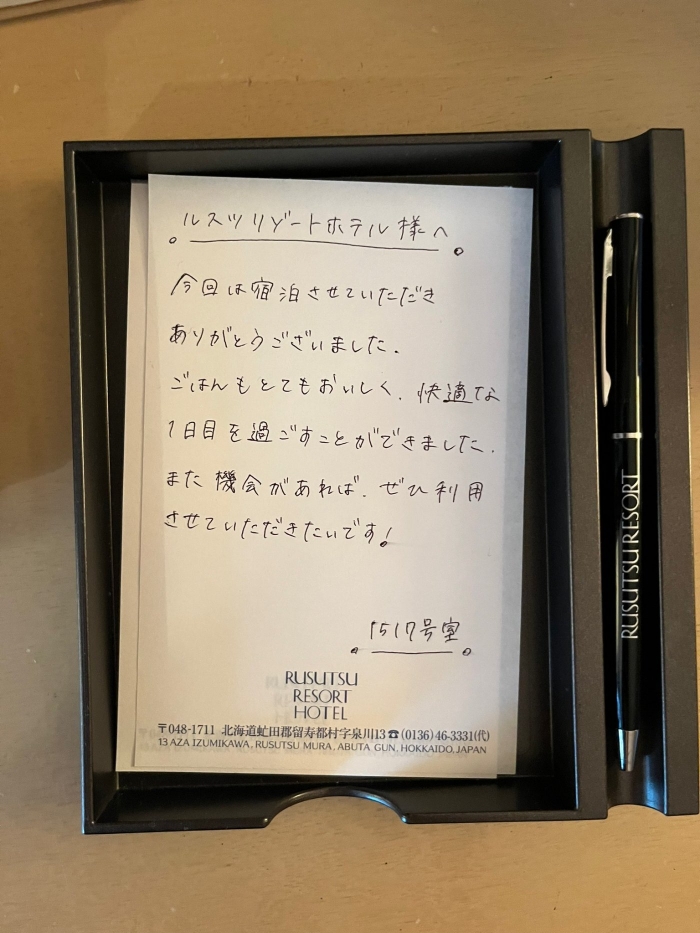 ルスツリゾートホテル様へ
今回は宿泊させていただき
ありがとうございました.
ごはんもとてもおいしく、快適な
1日目を過ごすことができました.
また機会があれば、ぜひ利用
させていただきたいです!
1517号室
RUSUTSU
RESORT
HOTEL
〒048-1711 北海道虻田郡留寿都村字泉川13☎(0136)46-3331(代)
13 AZA IZUMIKAWA, RUSUTSU MURA, ABUTA GUN, HOKKAIDO, JAPAN
RUSUTSU RESORT